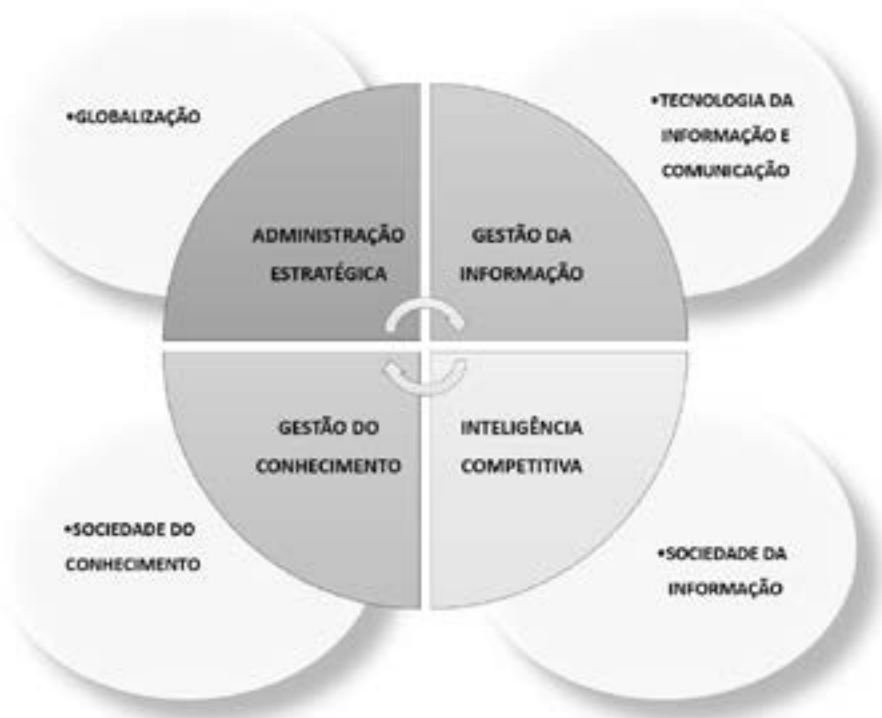 •GLOBALIZAÇÃO
•TECNOLOGIA DA
INFORMAÇÃO E
COMUNICAÇÃO
ADMINISTRAÇÃO
ESTRATÉGICA
GESTÃO DA
INFORMAÇÃO
GESTÃO DO
CONHECIMENTO
INTELIGÊNCIA
COMPETITIVA
•SOCIEDADE DO
CONHECIMENTO
•SOCIEDADE DA
INFORMAÇÃO